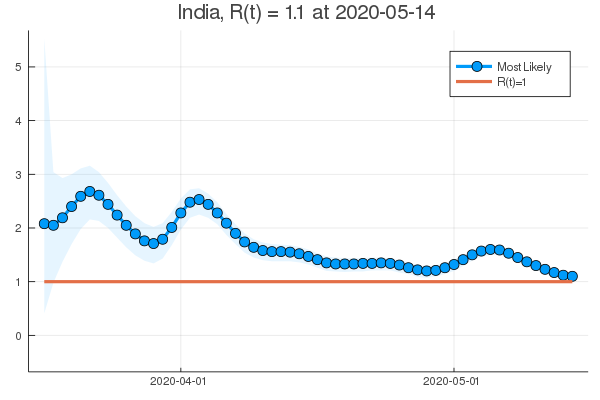 India, R(t) = 1.1 at 2020-05-14
Most Likely
R(t)=1
5
4
3
2
1
0
2020-04-01
2020-05-01